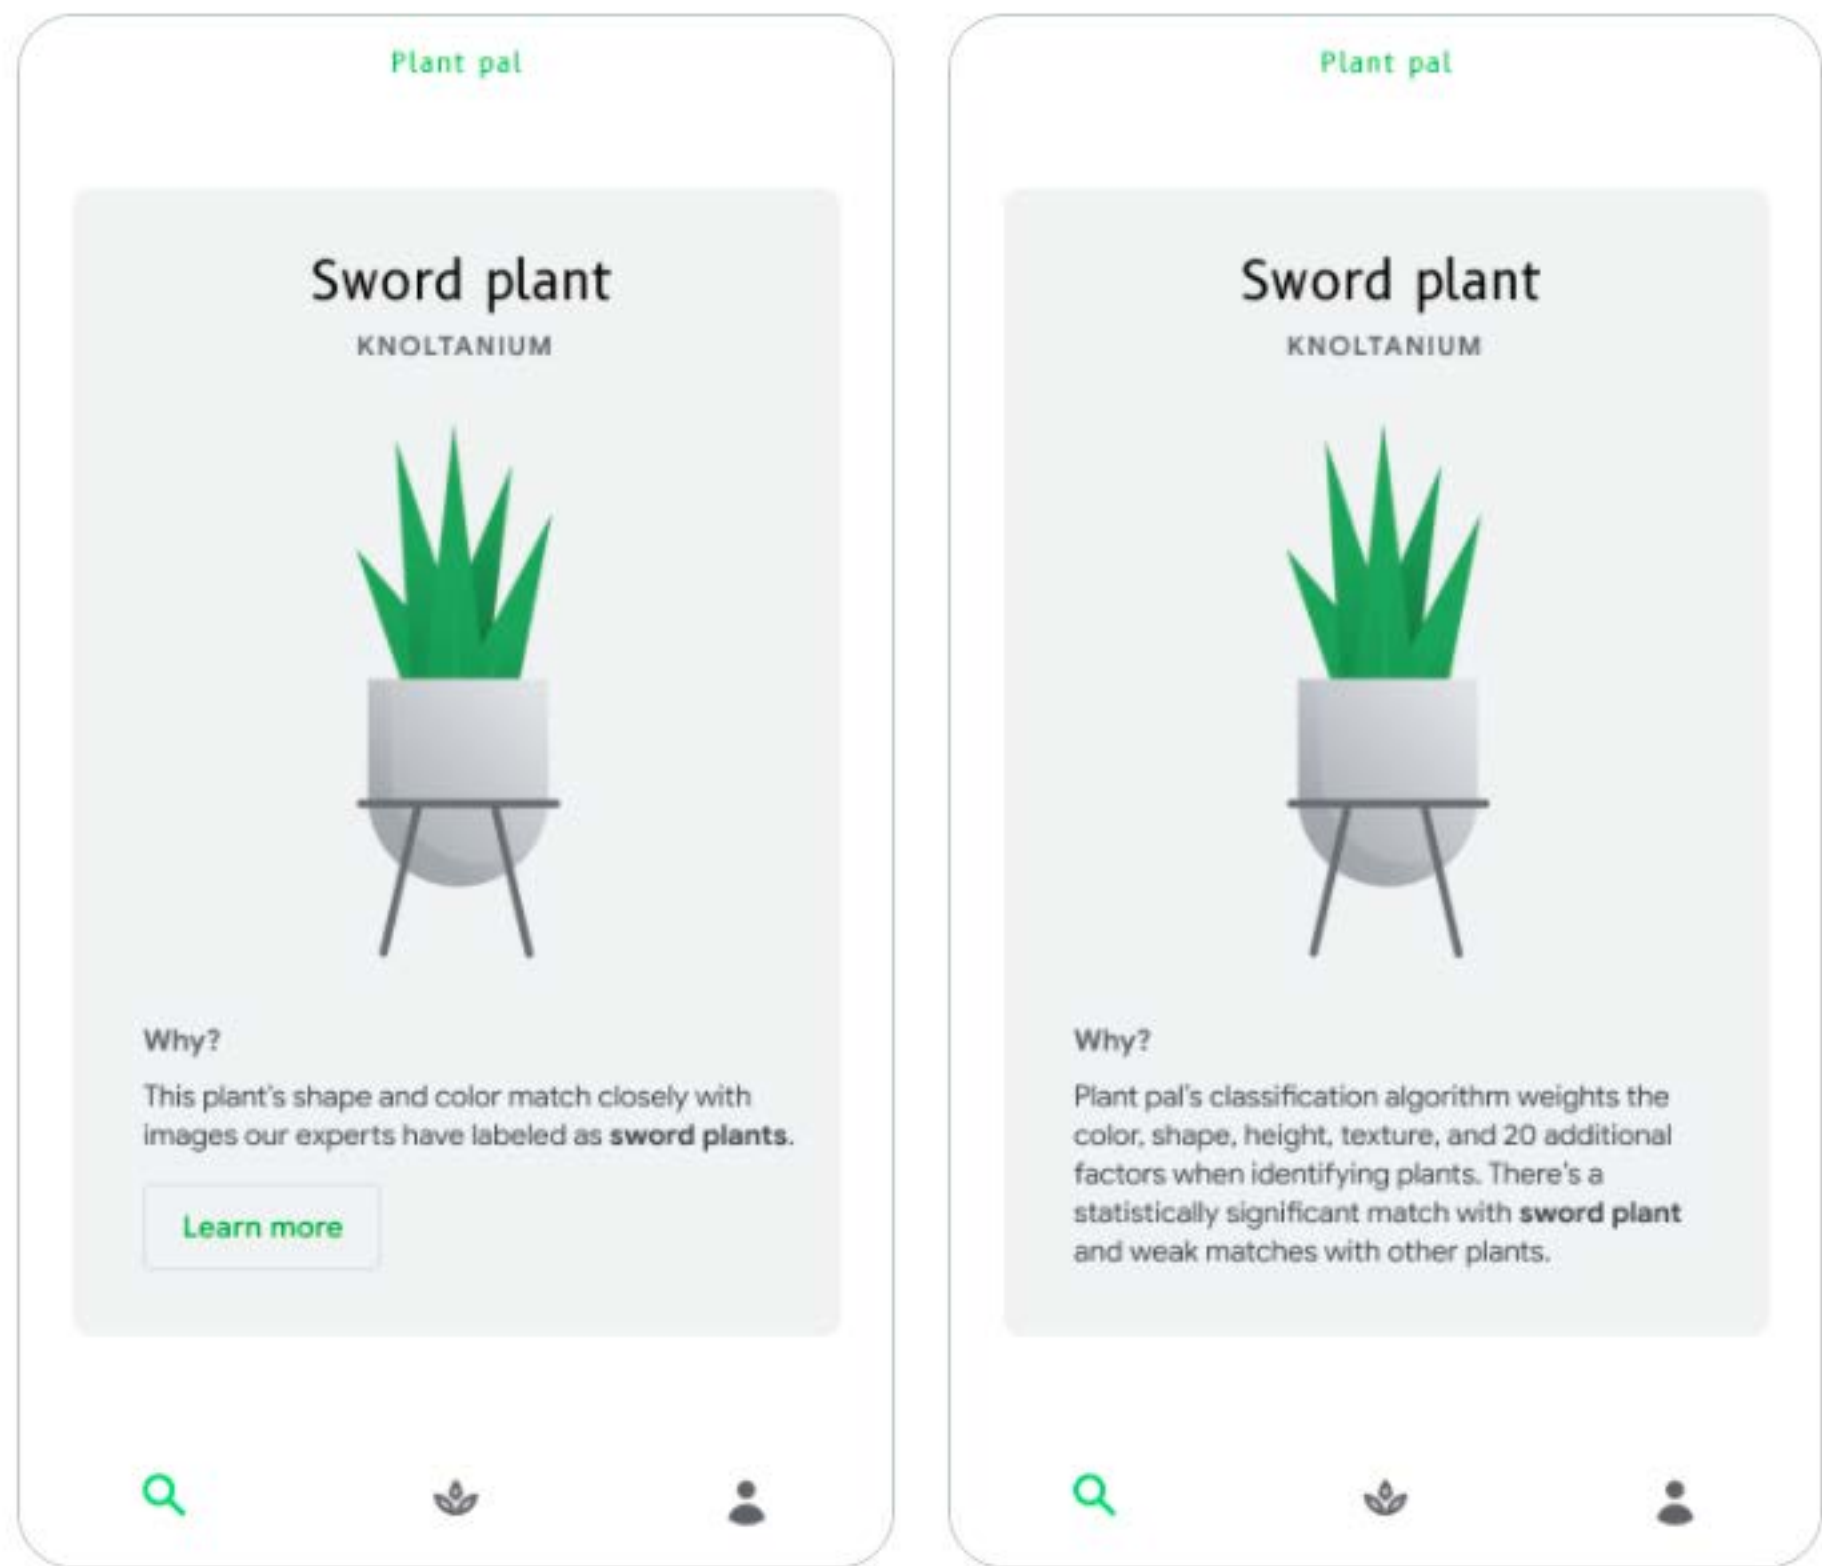 Plant pal
Sword plant
KNOLTANIUM
Why?
This plant's shape and color match closely with
images our experts have labeled as sword plants.
Learn more
Plant pal
Sword plant
KNOLTANIUM
Why?
Plant pal's classification algorithm weights the
color, shape, height, texture, and 20 additional
factors when identifying plants. There's a
statistically significant match with sword plant
and weak matches with other plants.